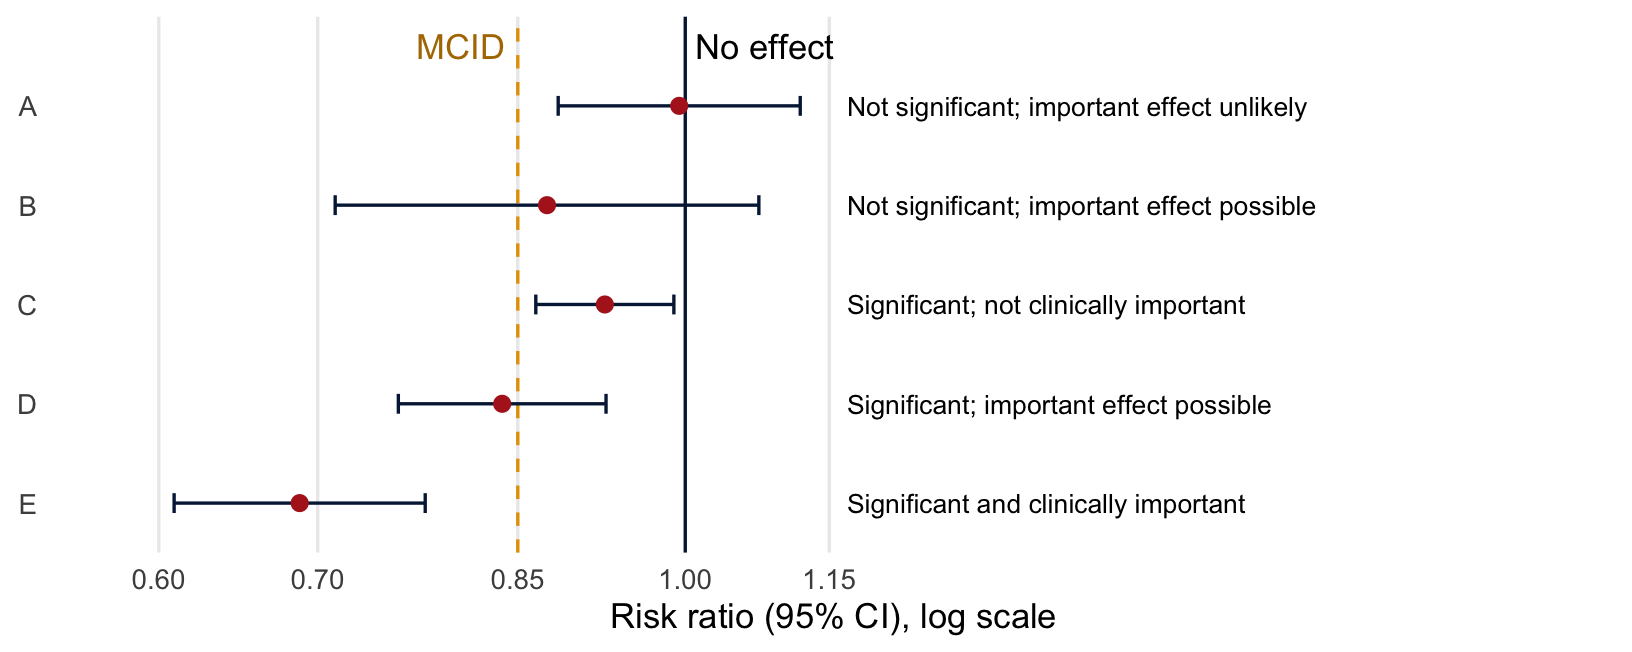 MCID
No effect
A
Not significant; important effect unlikely
B
Not significant; important effect possible
C
Significant; not clinically important
D
Significant; important effect possible
E
Significant and clinically important
0.60 0.70 0.85 1.00 1.15
Risk ratio (95% CI), log scale